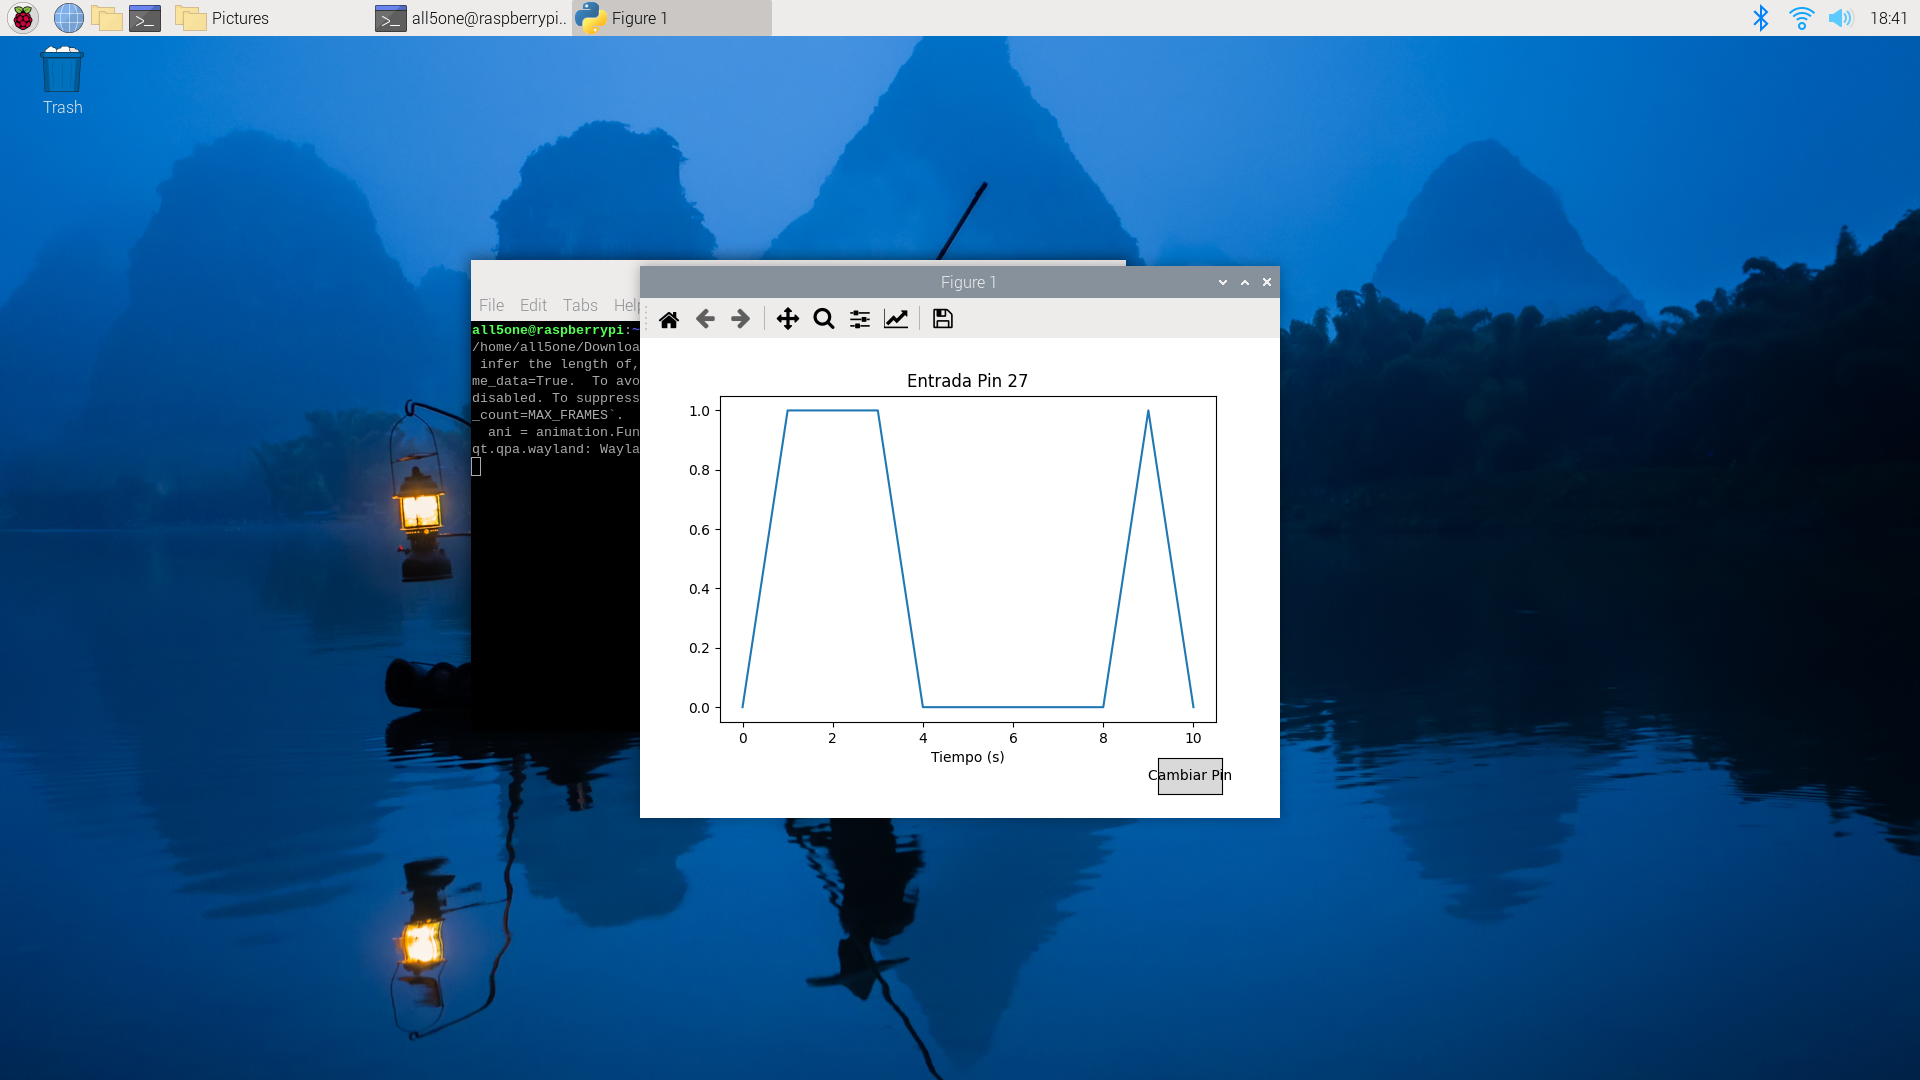 Pictures
all5one@raspberrypi..
Figure 1
18:41
Trash
Figure 1
File Edit Tabs Help
all5one@raspberrypi:~
/home/all5one/Downloa
infer the length of,
me_data=True. To avo
disabled. To suppress
_count=MAX_FRAMES`.
ani = animation.Fun
qt.qpa.wayland: Wayla
Entrada Pin 27
1.0
0.8
0.6
0.4
0.2
0.0
0 2 4 6 8 10
Tiempo (s)
Cambiar Pin